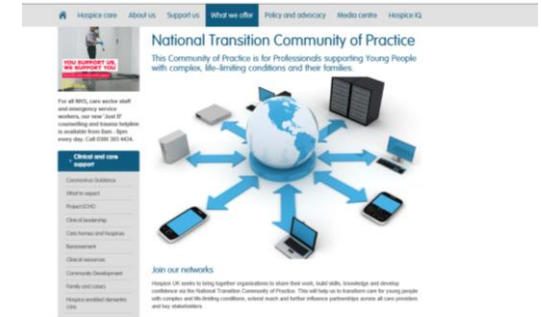 Hospice care About us Support us What we offer Policy and advocacy Media centre Hospice IQ
YOU SUPPORT US,
WE SUPPORT YOU
For all NHS, care sector staff
and emergency service
workers, our new 'Just B'
counselling and trauma helpline
is available from 8am - 8pm
every day. Call 0300 303 4434.
Clinical and care
support
Coronavirus Guidance
What to expect
Project ECHO
Clinical leadership
Care homes and hospices
Bereavement
Clinical resources
Community Development
Family and carers
Hospice enabled dementia
care
National Transition Community of Practice
This Community of Practice is for Professionals supporting Young People
with complex, life-limiting conditions and their families.
Join our networks
Hospice UK seeks to bring together organisations to share their work, build skills, knowledge and develop
confidence via the National Transition Community of Practice. This will help us to transform care for young people
with complex and life-limiting conditions, extend reach and further influence partnerships across all care providers
and key stakeholders